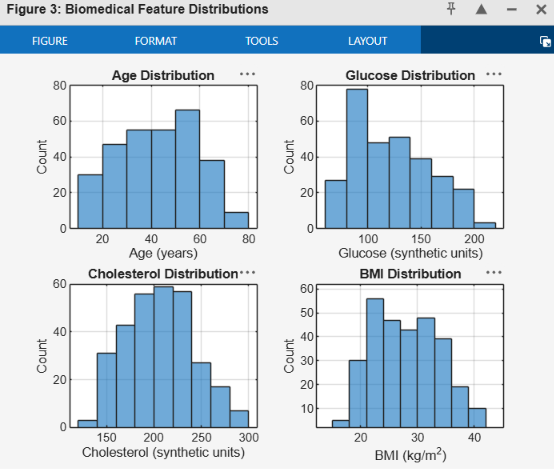 Figure 3: Biomedical Feature Distributions
FIGURE FORMAT TOOLS LAYOUT
Age Distribution
80
60
40
20
0
Count
20 40 60 80
Age (years)
Glucose Distribution
80
60
40
20
0
Count
100 150 200
Glucose (synthetic units)
Cholesterol Distribution
60
40
20
0
Count
150 200 250 300
Cholesterol (synthetic units)
BMI Distribution
60
50
40
30
20
10
Count
20 30 40
BMI (kg/m²)